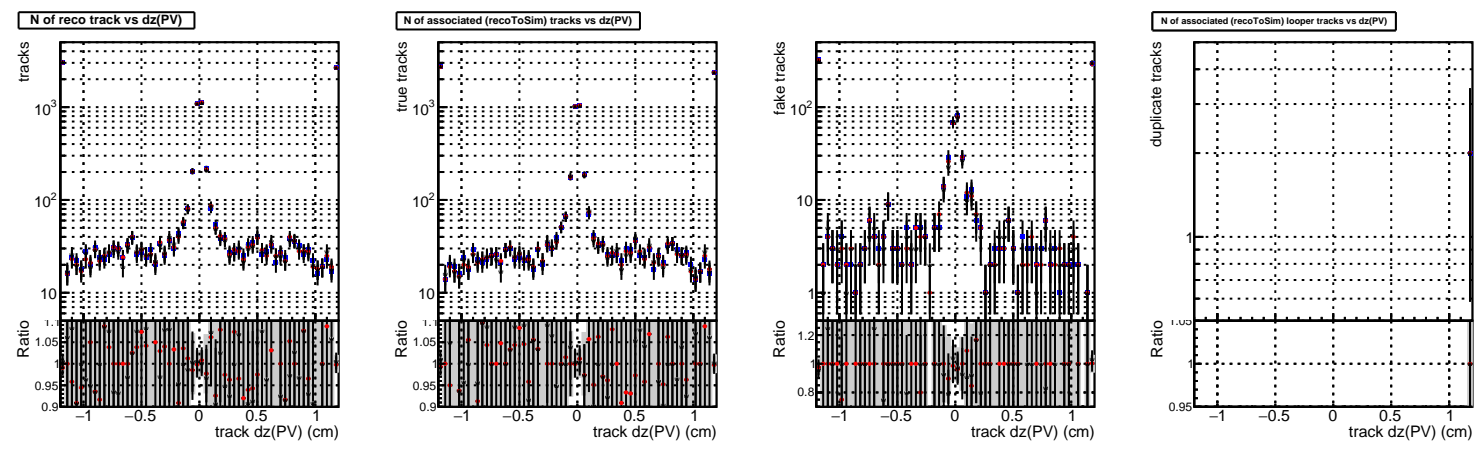 N of reco track vs dz(PV)
tracks
10³
10²
10
Ratio
1.1
1.05
1
0.95
0.9
−1 −0.5 0 0.5 1
track dz(PV) (cm)
N of associated (recoToSim) tracks vs dz(PV)
true tracks
10³
10²
10
Ratio
1.1
1.05
1
0.95
0.9
−1 −0.5 0 0.5 1
track dz(PV) (cm)
fake tracks
10²
10
1
Ratio
1.2
1
0.8
−1 −0.5 0 0.5 1
track dz(PV) (cm)
N of associated (recoToSim) looper tracks vs dz(PV)
duplicate tracks
1
Ratio
1.05
1
0.95
−1 −0.5 0 0.5 1
track dz(PV) (cm)